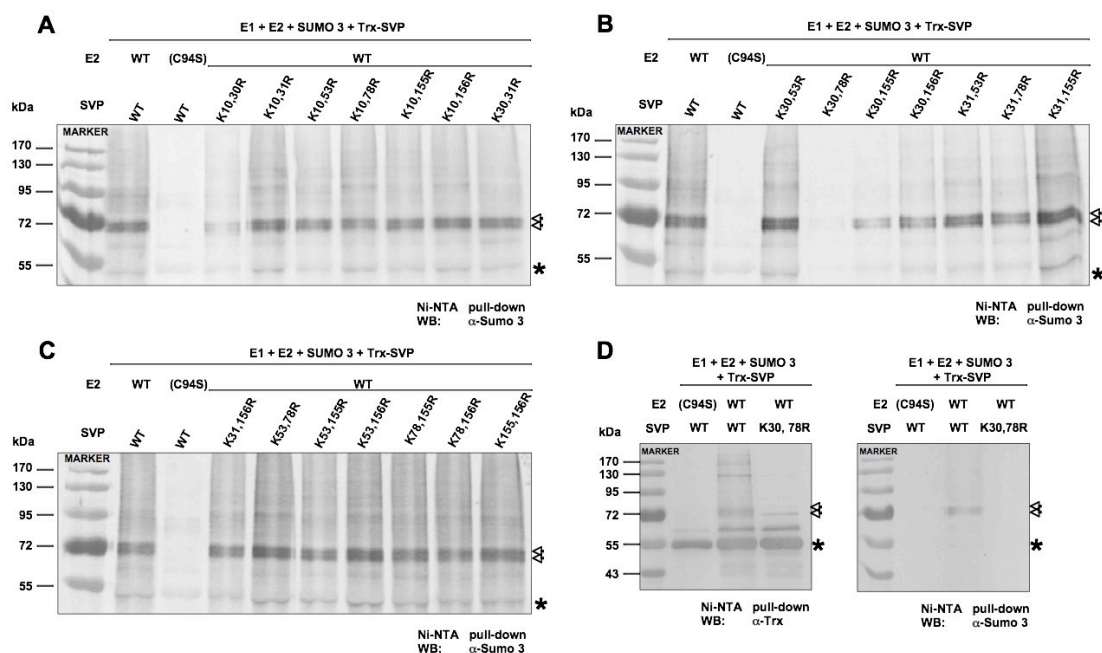 A
E1 + E2 + SUMO 3 + Trx-SVP
E2 WT (C94S) WT
kDa SVP WT WT K10,30R K10,31R K10,53R K10,78R K10,155R K10,156R K30,31R
MARKER
170
130
95
72
55
*
Ni-NTA pull-down
WB: α-Sumo 3
B
E1 + E2 + SUMO 3 + Trx-SVP
E2 WT (C94S) WT
kDa SVP WT WT K30,53R K30,78R K30,155R K30,156R K31,53R K31,78R K31,155R
MARKER
170
130
95
72
55
*
Ni-NTA pull-down
WB: α-Sumo 3
C
E1 + E2 + SUMO 3 + Trx-SVP
E2 WT (C94S) WT
kDa SVP WT WT K31,156R K53,78R K53,155R K53,156R K78,155R K78,156R K155,156R
MARKER
170
130
95
72
55
*
Ni-NTA pull-down
WB: α-Sumo 3
D
E1 + E2 + SUMO 3
+ Trx-SVP
E2 (C94S) WT WT
kDa SVP WT WT K30, 78R
MARKER
170
130
95
72
55
43
*
Ni-NTA pull-down
WB: α-Trx
E1 + E2 + SUMO 3
+ Trx-SVP
E2 (C94S) WT WT
SVP WT WT K30,78R
MARKER
*
Ni-NTA pull-down
WB: α-Sumo 3